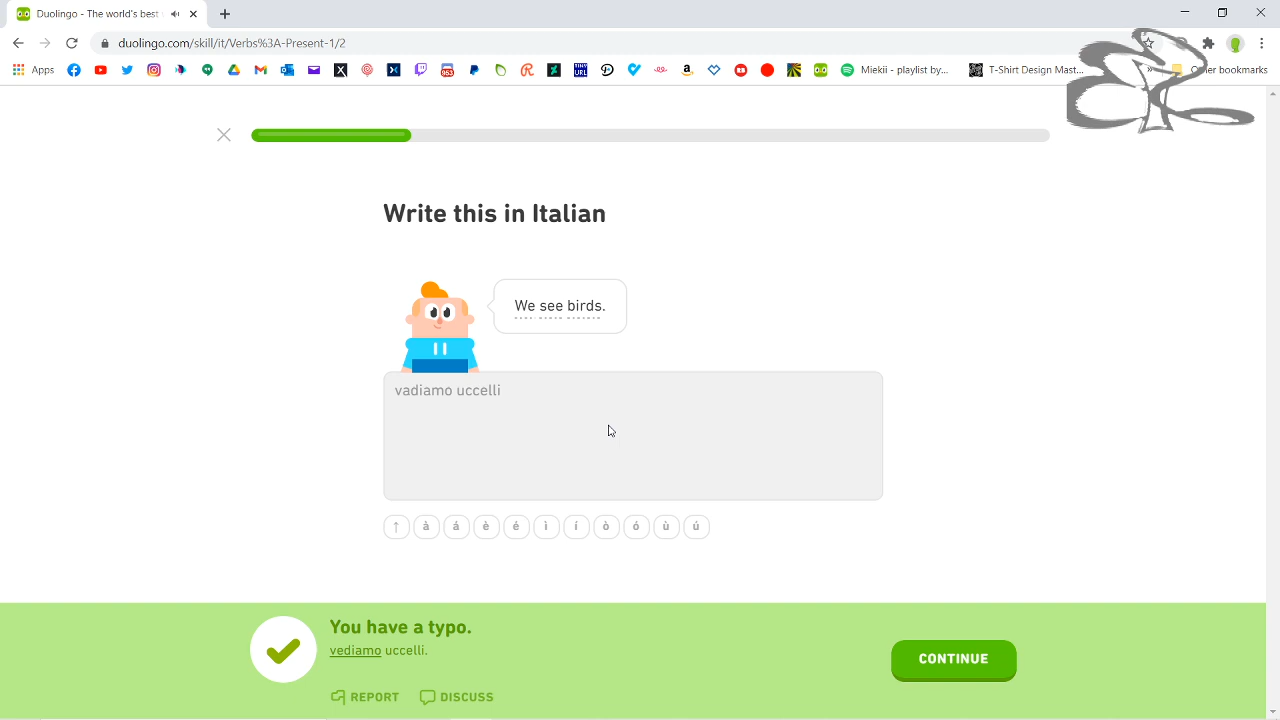 Duolingo - The world's best
duolingo.com/skill/it/Verbs%3A-Present-1/2
Apps
Miekii - playlist by...
T-Shirt Design Mast...
»
Other bookmarks
Write this in Italian
We see birds.
vadiamo uccelli
↑ à á è é ì í ò ó ù ú
You have a typo.
vediamo uccelli.
REPORT DISCUSS
CONTINUE